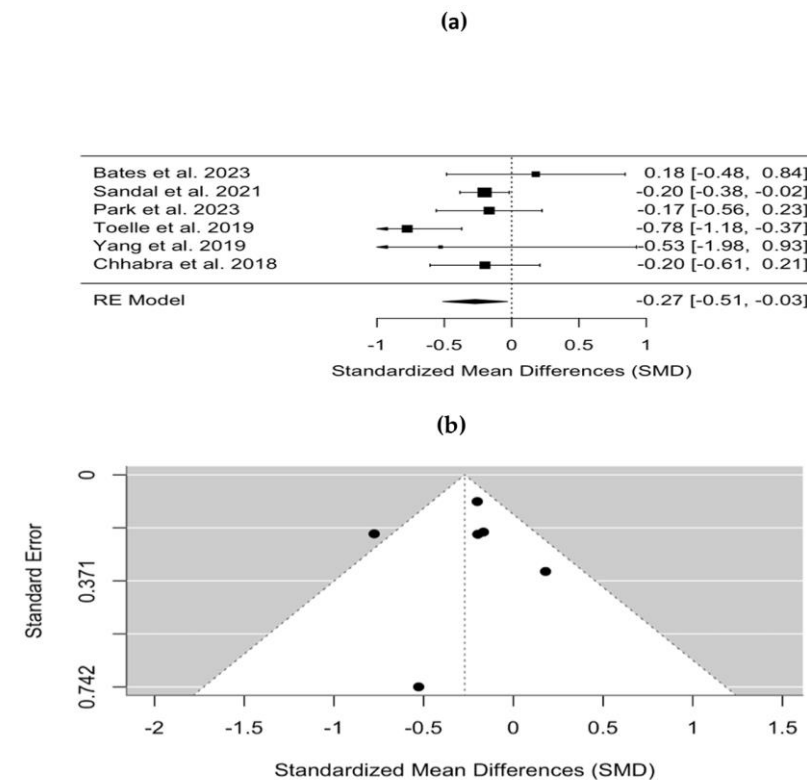 (a)
Bates et al. 2023 0.18 [-0.48, 0.84]
Sandal et al. 2021 -0.20 [-0.38, -0.02]
Park et al. 2023 -0.17 [-0.56, 0.23]
Toelle et al. 2019 -0.78 [-1.18, -0.37]
Yang et al. 2019 -0.53 [-1.98, 0.93]
Chhabra et al. 2018 -0.20 [-0.61, 0.21]
RE Model -0.27 [-0.51, -0.03]
-1 -0.5 0 0.5 1
Standardized Mean Differences (SMD)
(b)
Standard Error
0
0.371
0.742
-2 -1.5 -1 -0.5 0 0.5 1 1.5
Standardized Mean Differences (SMD)